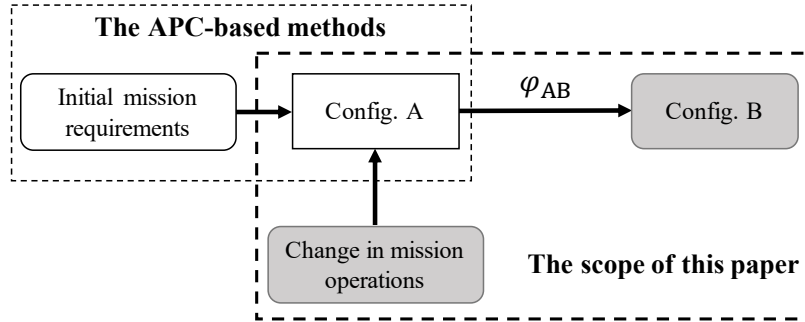 The APC-based methods
Initial mission
requirements
Config. A
φAB
Config. B
Change in mission
operations
The scope of this paper